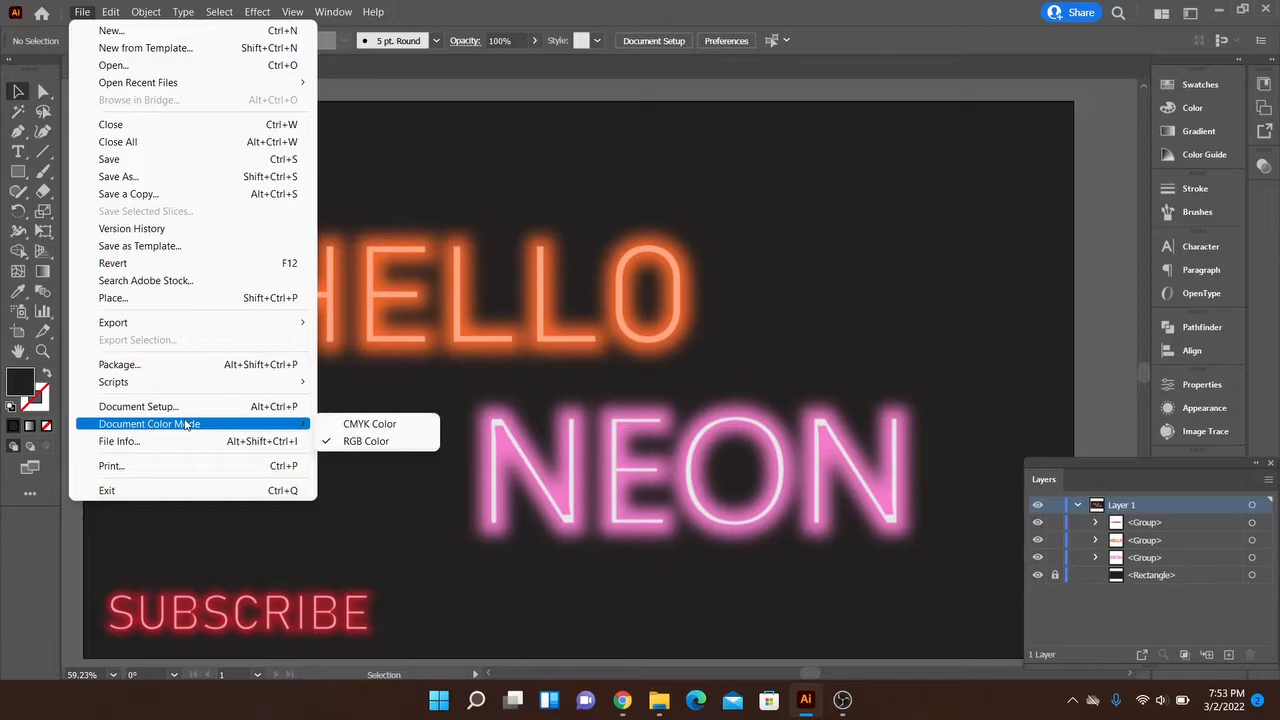 Ai
File Edit Object Type Select Effect View Window Help
Share
No Selection
5 pt. Round
Opacity: 100%
Style:
Document Setup
Preferences
New... Ctrl+N
New from Template... Shift+Ctrl+N
Open... Ctrl+O
Open Recent Files
Browse in Bridge... Alt+Ctrl+O
Close Ctrl+W
Close All Alt+Ctrl+W
Save Ctrl+S
Save As... Shift+Ctrl+S
Save a Copy... Alt+Ctrl+S
Save Selected Slices...
Version History
Save as Template...
Revert F12
Search Adobe Stock...
Place... Shift+Ctrl+P
Export
Export Selection...
Package... Alt+Shift+Ctrl+P
Scripts
Document Setup... Alt+Ctrl+P
Document Color Mode
File Info... Alt+Shift+Ctrl+I
Print... Ctrl+P
Exit Ctrl+Q
CMYK Color
RGB Color
HELLO
NEON
SUBSCRIBE
Swatches
Color
Gradient
Color Guide
Stroke
Brushes
Character
Paragraph
OpenType
Pathfinder
Align
Properties
Appearance
Image Trace
Layers
Layer 1
<Group>
<Group>
<Group>
<Rectangle>
1 Layer
59.23% 0° 1 Selection
Ai
7:53 PM
3/2/2022
2